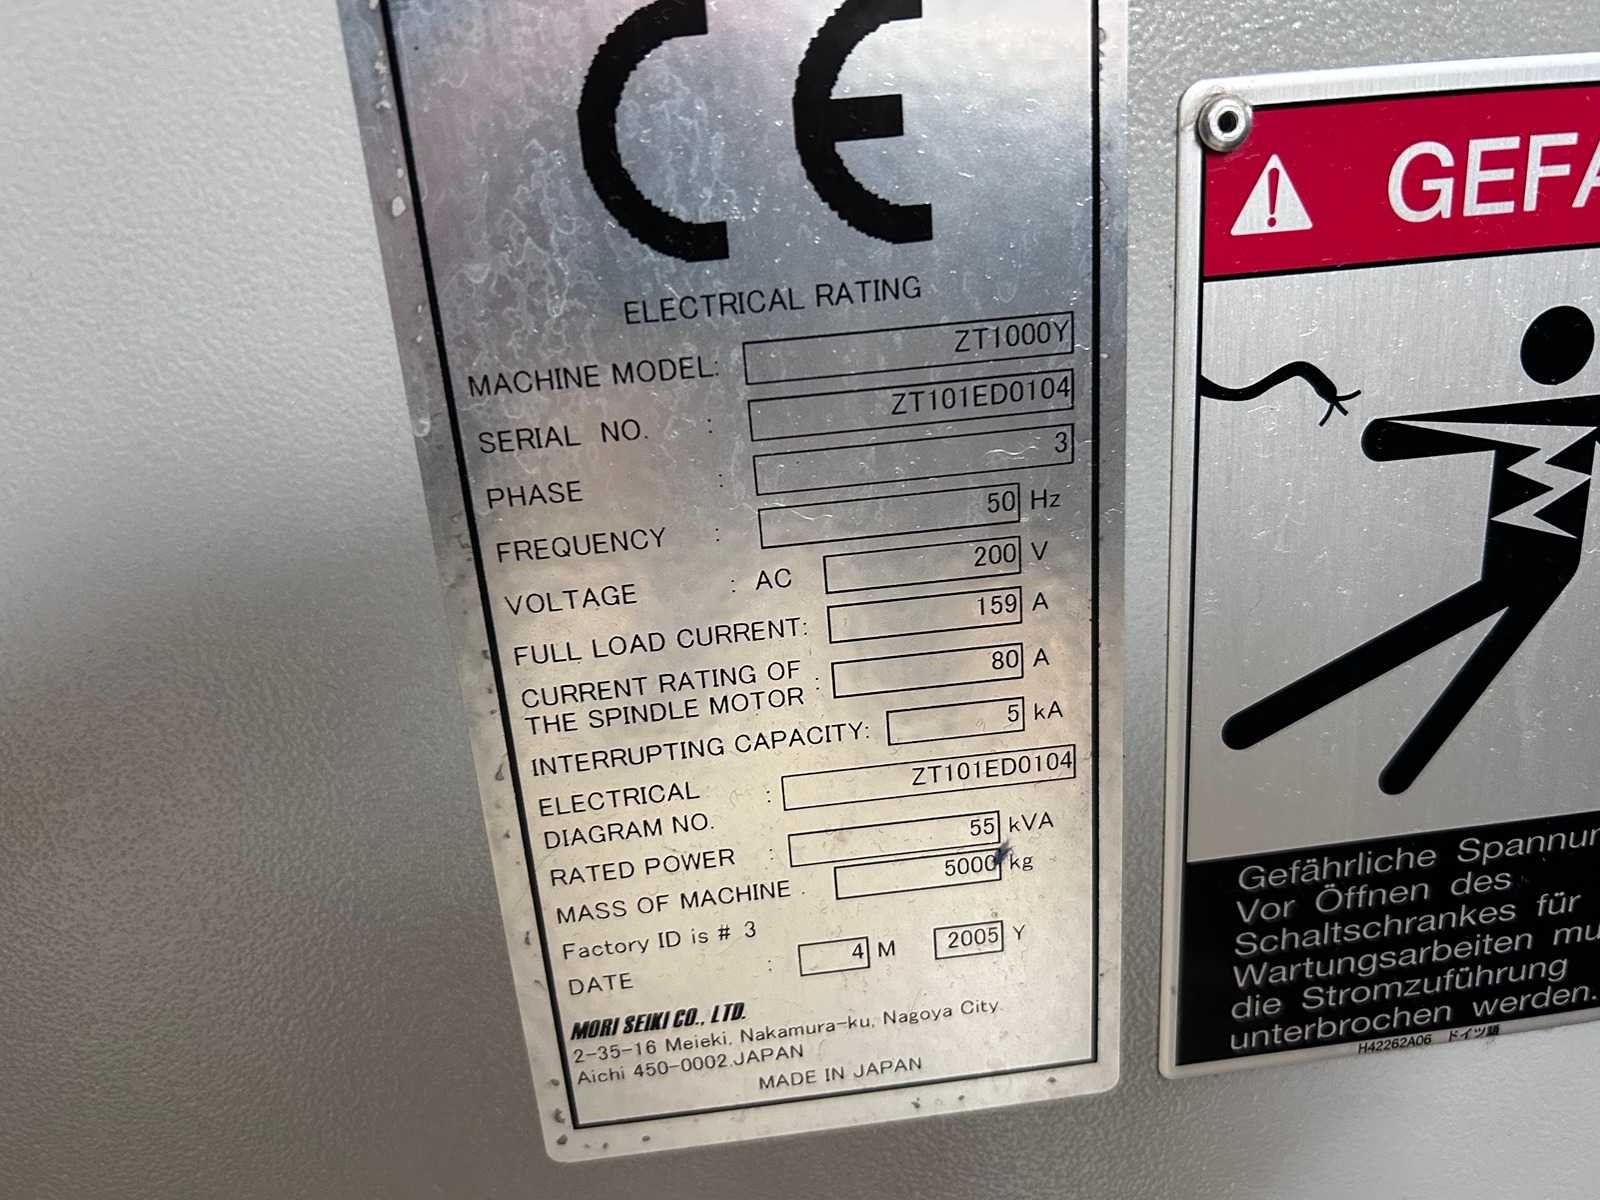 CE
ELECTRICAL RATING
MACHINE MODEL: ZT1000Y
SERIAL NO. : ZT101ED0104
PHASE : 3
FREQUENCY : 50 Hz
VOLTAGE : AC 200 V
FULL LOAD CURRENT: 159 A
CURRENT RATING OF
THE SPINDLE MOTOR : 80 A
INTERRUPTING CAPACITY: 5 kA
ELECTRICAL
DIAGRAM NO. : ZT101ED0104
RATED POWER : 55 kVA
MASS OF MACHINE : 5000 kg
Factory ID is # 3
DATE : 4 M 2005 Y
MORI SEIKI CO., LTD.
2-35-16 Meieki, Nakamura-ku, Nagoya City
Aichi 450-0002, JAPAN
MADE IN JAPAN
GEFA
Gefährliche Spannun
Vor Öffnen des
Schaltschrankes für
Wartungsarbeiten mu
die Stromzuführung
unterbrochen werden.
H42262A06 ドイツ語